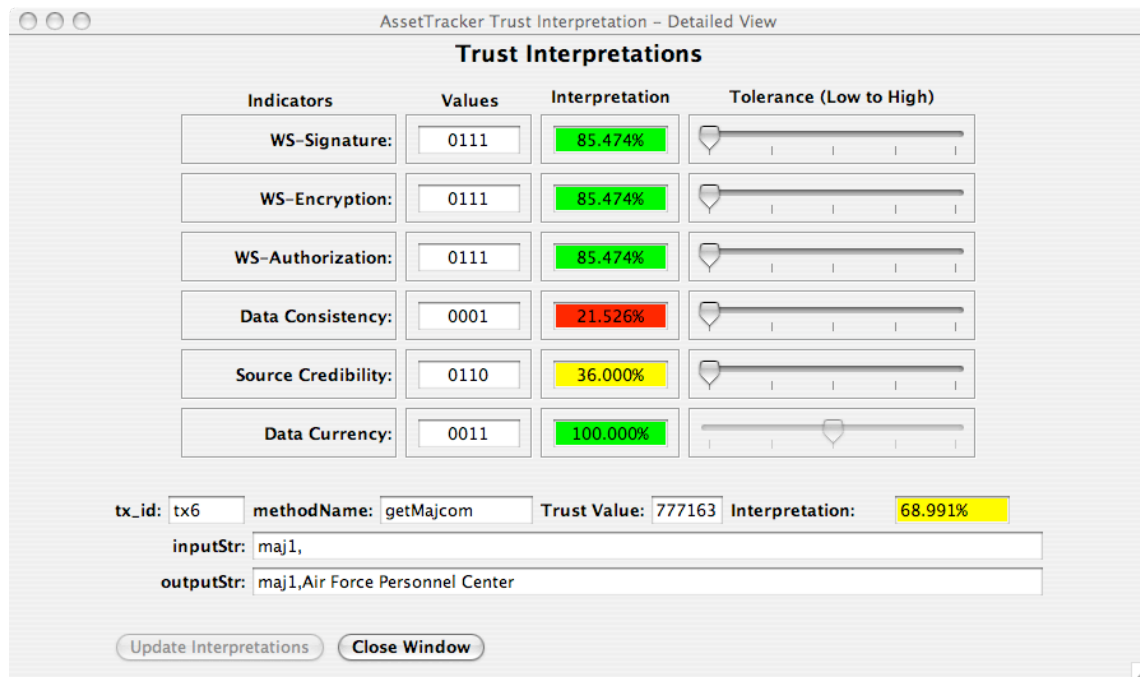 AssetTracker Trust Interpretation – Detailed View
Trust Interpretations
Indicators Values Interpretation Tolerance (Low to High)
WS-Signature: 0111 85.474%
WS-Encryption: 0111 85.474%
WS-Authorization: 0111 85.474%
Data Consistency: 0001 21.526%
Source Credibility: 0110 36.000%
Data Currency: 0011 100.000%
tx_id: tx6 methodName: getMajcom Trust Value: 777163 Interpretation: 68.991%
inputStr: maj1,
outputStr: maj1,Air Force Personnel Center
Update Interpretations Close Window